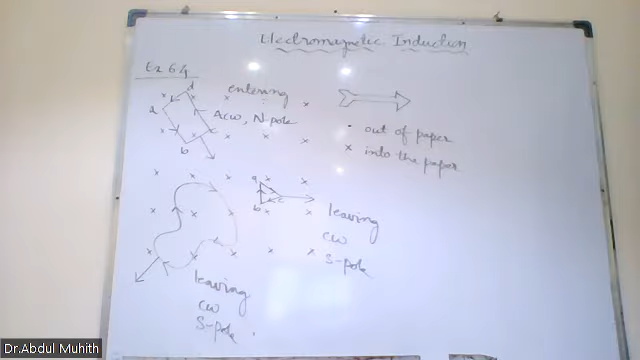 Electromagnetic Induction
Ex 6.4
d
a
b
entering
Acw, N-pole
• out of paper
x into the paper
a
b
c
leaving
cw
S-pole
leaving
cw
S-pole
Dr.Abdul Muhith